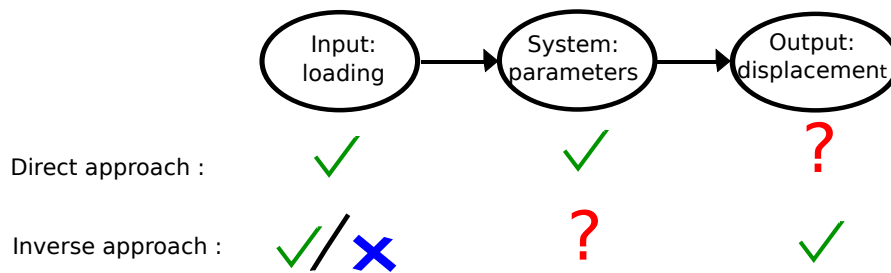 Input:
loading
System:
parameters
Output:
displacement
Direct approach :
?
Inverse approach :
/
?